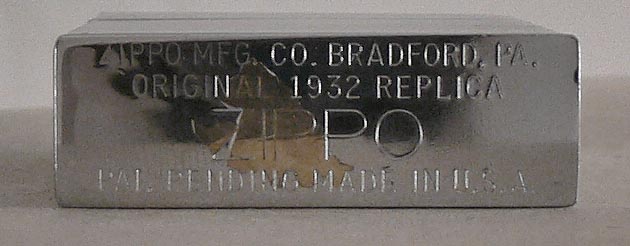 ZIPPO MFG. CO. BRADFORD, PA.
ORIGINAL 1932 REPLICA
ZIPPO
PAT. PENDING MADE IN U.S.A.